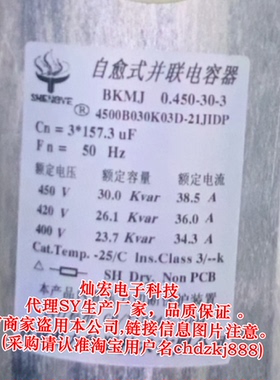 自愈式并联电容器
BKMJ 0.450-30-3
®
4500B030K03D-21JIDP
Cn = 3*157.3 uF
Fn = 50 Hz
额定电压 额定容量 额定电流
450 V 30.0 Kvar 38.5 A
420 V 26.1 Kvar 36.0 A
400 V 23.7 Kvar 34.3 A
Cat.Temp. -25/C Ins.Class 3/--k
SH Dry, Non PCB
灿宏电子科技
代理SY生产厂家，品质保证。
商家盗用本公司,链接信息图片注意。
(采购请认准淘宝用户名chdzkj888)